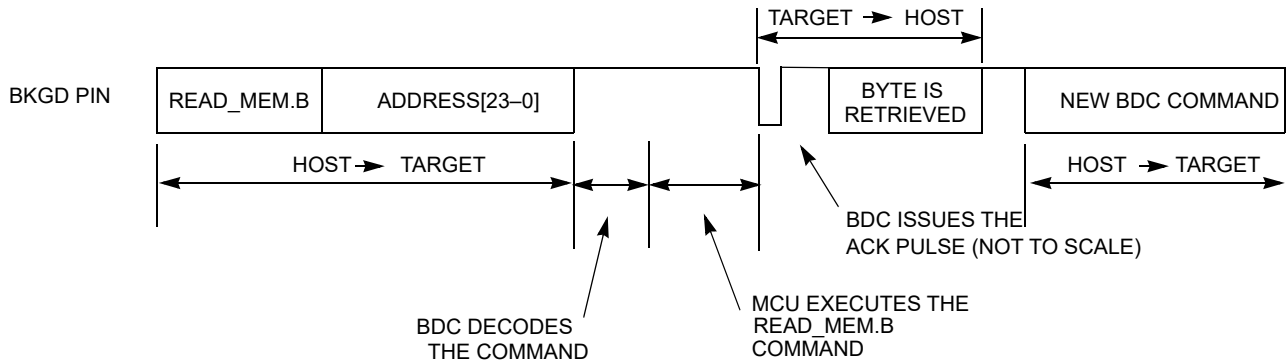 TARGET → HOST
BKGD PIN
READ_MEM.B
ADDRESS[23–0]
BYTE IS
RETRIEVED
NEW BDC COMMAND
HOST → TARGET
HOST → TARGET
BDC ISSUES THE
ACK PULSE (NOT TO SCALE)
BDC DECODES
THE COMMAND
MCU EXECUTES THE
READ_MEM.B
COMMAND